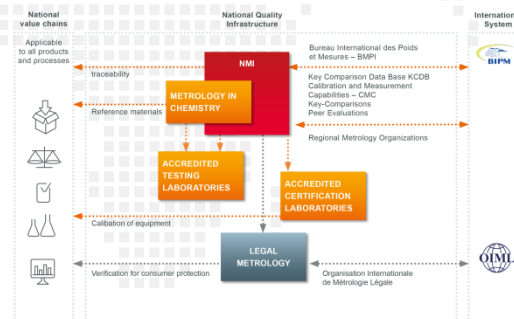 National
value chains
National Quality
Infrastructure
Internation
System
Applicable
to all products
and processes
NMI
Bureau International des Poids
et Mesures – BMPI
BIPM
traceability
Key Comparison Data Base KCDB
Calibration and Measurement
Capabilities – CMC
Key-Comparisons
Peer Evaluations
METROLOGY IN
CHEMISTRY
Reference materials
Regional Metrology Organizations
ACCREDITED
TESTING
LABORATORIES
ACCREDITED
CERTIFICATION
LABORATORIES
Calibation of equipment
LEGAL
METROLOGY
OIML
Verification for consumer protection
Organisation Internationale
de Métrologie Légale